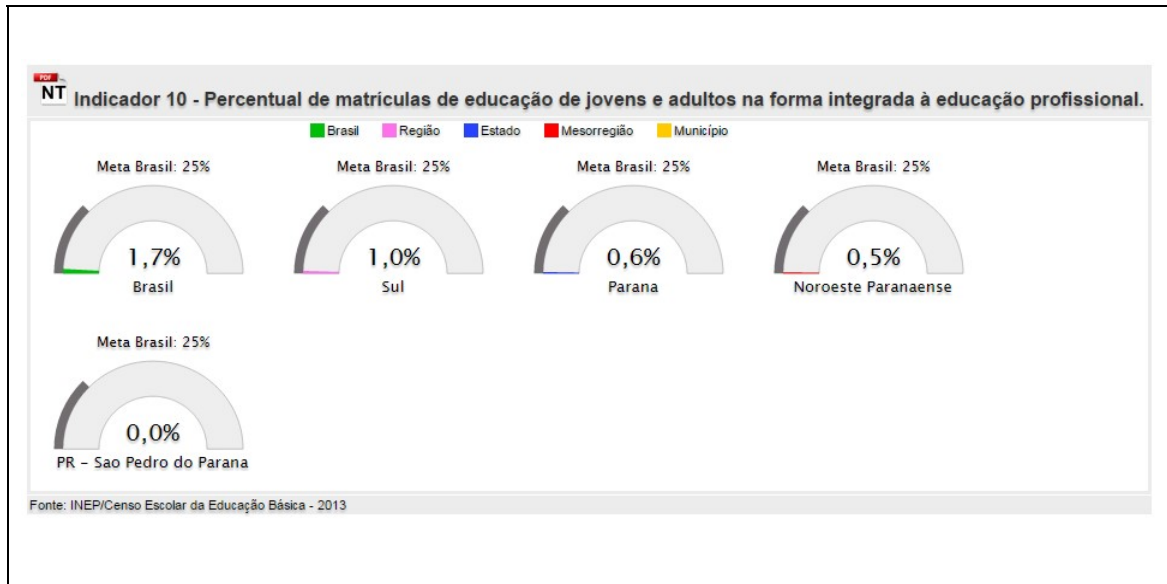 PDF
NT
Indicador 10 - Percentual de matrículas de educação de jovens e adultos na forma integrada à educação profissional.
Brasil Região Estado Mesorregião Município
Meta Brasil: 25% Meta Brasil: 25% Meta Brasil: 25% Meta Brasil: 25%
1,7% 1,0% 0,6% 0,5%
Brasil Sul Parana Noroeste Paranaense
Meta Brasil: 25%
0,0%
PR – Sao Pedro do Parana
Fonte: INEP/Censo Escolar da Educação Básica - 2013